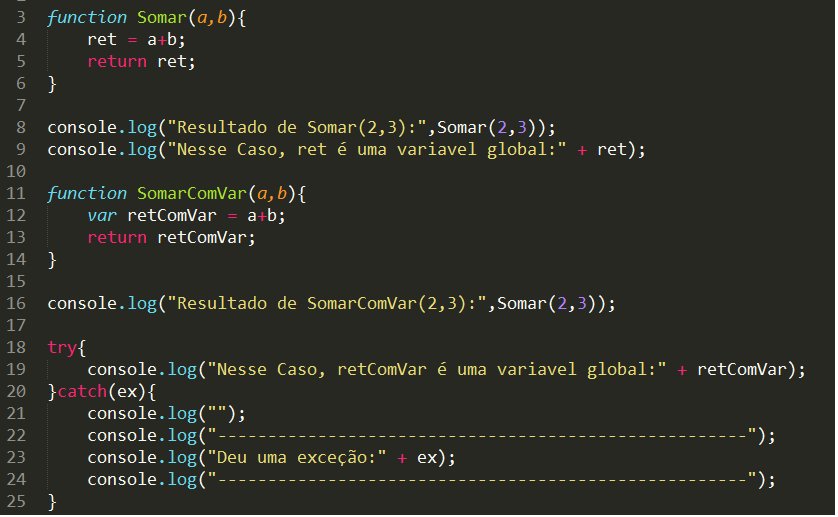 3 function Somar(a,b){
4     ret = a+b;
5     return ret;
6 }
7
8 console.log("Resultado de Somar(2,3):",Somar(2,3));
9 console.log("Nesse Caso, ret é uma variavel global:" + ret);
10
11 function SomarComVar(a,b){
12     var retComVar = a+b;
13     return retComVar;
14 }
15
16 console.log("Resultado de SomarComVar(2,3):",Somar(2,3));
17
18 try{
19     console.log("Nesse Caso, retComVar é uma variavel global:" + retComVar);
20 }catch(ex){
21     console.log("");
22     console.log("-----------------------------------------------------");
23     console.log("Deu uma exceção:" + ex);
24     console.log("-----------------------------------------------------");
25 }